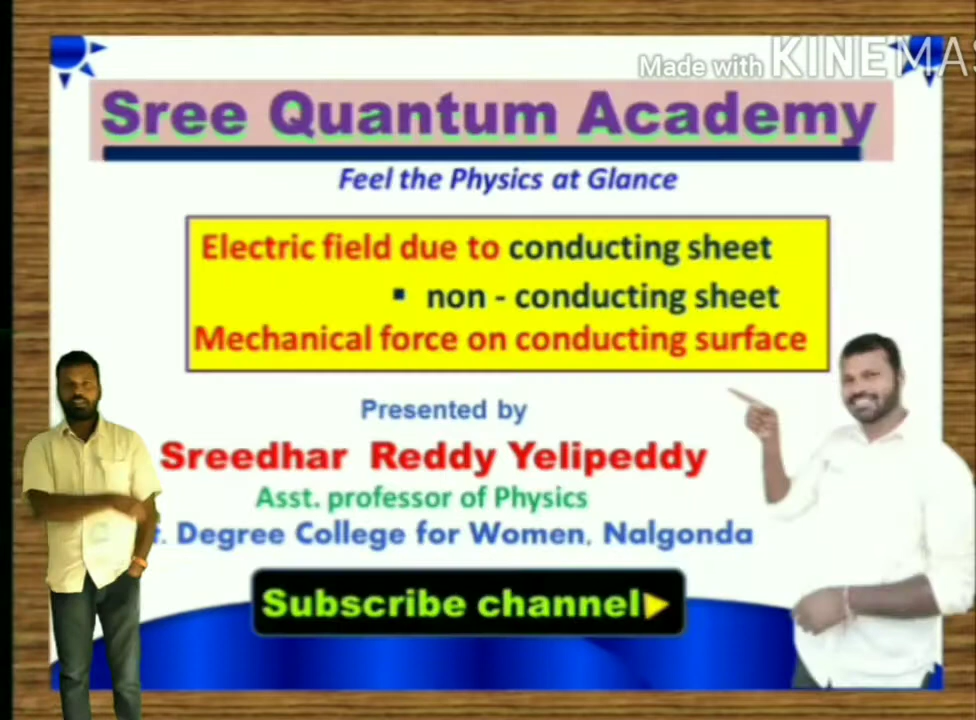 Made with KINEMAS
Sree Quantum Academy
Feel the Physics at Glance
Electric field due to conducting sheet
▪ non - conducting sheet
Mechanical force on conducting surface
Presented by
Sreedhar Reddy Yelipeddy
Asst. professor of Physics
. Degree College for Women, Nalgonda
Subscribe channel